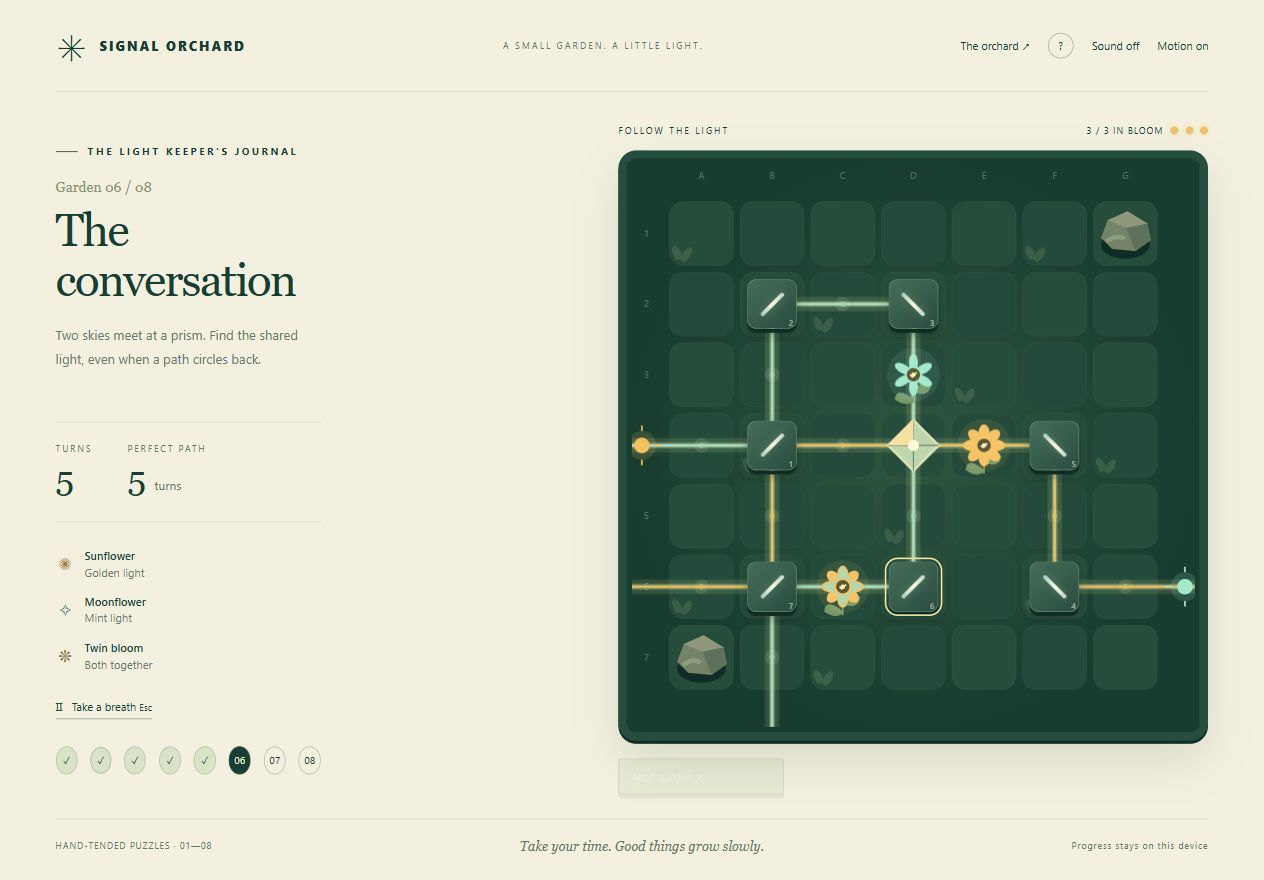 SIGNAL ORCHARD
A SMALL GARDEN. A LITTLE LIGHT.
The orchard ↗
?
Sound off
Motion on
THE LIGHT KEEPER'S JOURNAL
Garden 06 / 08
The
conversation
Two skies meet at a prism. Find the shared
light, even when a path circles back.
TURNS
5
PERFECT PATH
5 turns
Sunflower
Golden light
Moonflower
Mint light
Twin bloom
Both together
Take a breath Esc
✓ ✓ ✓ ✓ ✓ 06 07 08
FOLLOW THE LIGHT
3 / 3 IN BLOOM
A B C D E F G
1
2
2 3
3
1 5
5
6
7 6 4
7
Next garden ↗
HAND-TENDED PUZZLES · 01—08
Take your time. Good things grow slowly.
Progress stays on this device